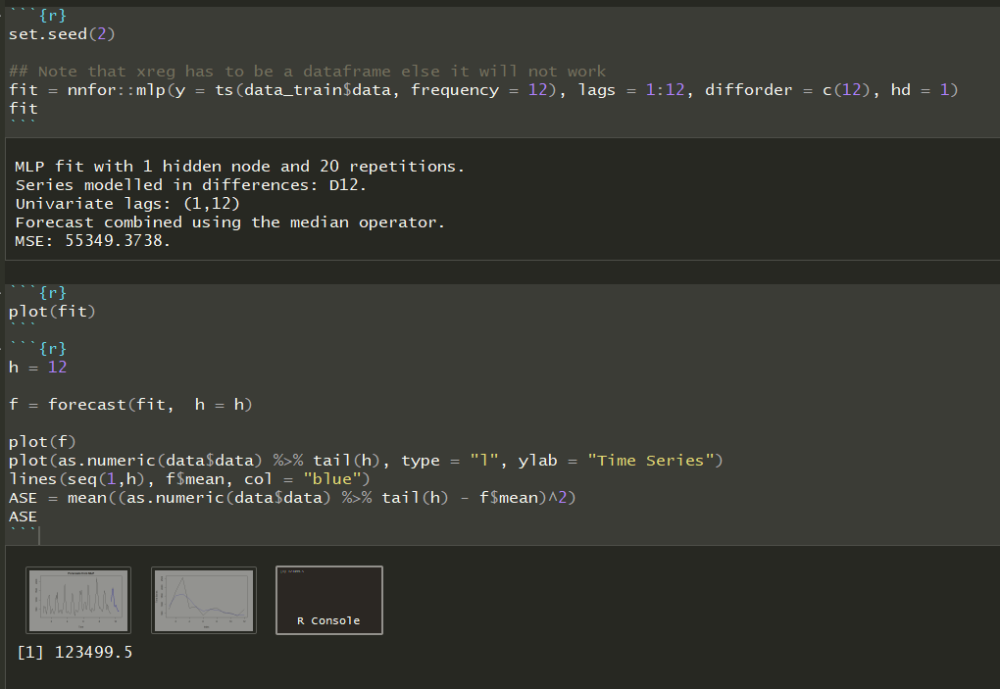 ```{r}
set.seed(2)
## Note that xreg has to be a dataframe else it will not work
fit = nnfor::mlp(y = ts(data_train$data, frequency = 12), lags = 1:12, difforder = c(12), hd = 1)
fit
```
MLP fit with 1 hidden node and 20 repetitions.
Series modelled in differences: D12.
Univariate lags: (1,12)
Forecast combined using the median operator.
MSE: 55349.3738.
```{r}
plot(fit)
```
```{r}
h = 12
f = forecast(fit,  h = h)
plot(f)
plot(as.numeric(data$data) %>% tail(h), type = "l", ylab = "Time Series")
lines(seq(1,h), f$mean, col = "blue")
ASE = mean((as.numeric(data$data) %>% tail(h) - f$mean)^2)
ASE
```
R Console
[1] 123499.5